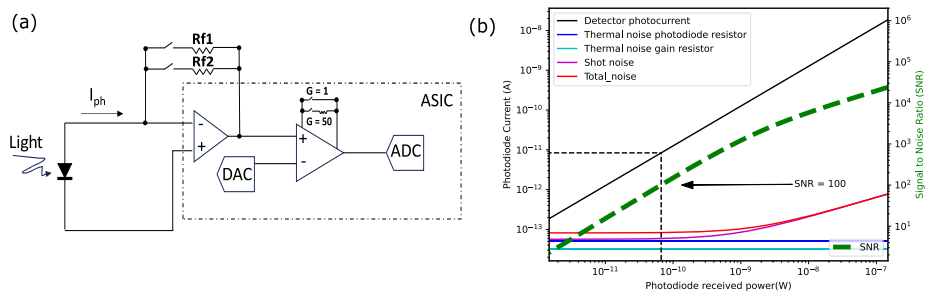 (a)
Rf1
Rf2
I_ph
ASIC
G = 1
G = 50
Light
-
+
+
-
DAC
ADC
(b)
Detector photocurrent
Thermal noise photodiode resistor
Thermal noise gain resistor
Shot noise
Total_noise
SNR = 100
SNR
Photodiode Current (A)
10⁻⁸
10⁻⁹
10⁻¹⁰
10⁻¹¹
10⁻¹²
10⁻¹³
10⁻¹¹
10⁻¹⁰
10⁻⁹
10⁻⁸
10⁻⁷
Photodiode received power(W)
10⁶
10⁵
10⁴
10³
10²
10¹
Signal to Noise Ratio (SNR)